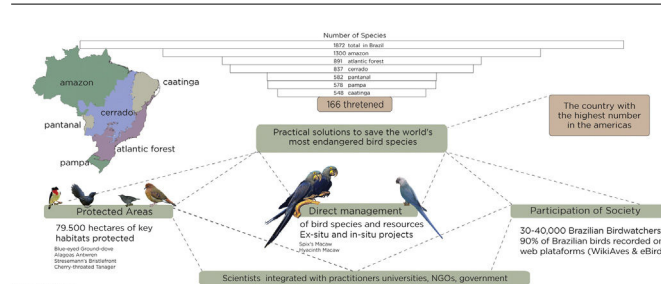 Number of Species
1872 total in Brazil
1300 amazon
891 atlantic forest
837 cerrado
582 pantanal
578 pampa
548 caatinga
166 thretened
amazon
caatinga
cerrado
pantanal
atlantic forest
pampa
The country with
the highest number
in the americas
Practical solutions to save the world's
most endangered bird species
Protected Areas
79.500 hectares of key
habitats protected
Blue-eyed Ground-dove
Alagoas Antwren
Stresemann's Bristlefront
Cherry-throated Tanager
Direct management
of bird species and resources
Ex-situ and in-situ projects
Spix's Macaw
Hyacinth Macaw
Participation of Society
30-40,000 Brazilian Birdwatchers
90% of Brazilian birds recorded on
web plataforms (WikiAves & eBird
Scientists integrated with practitioners universities, NGOs, government